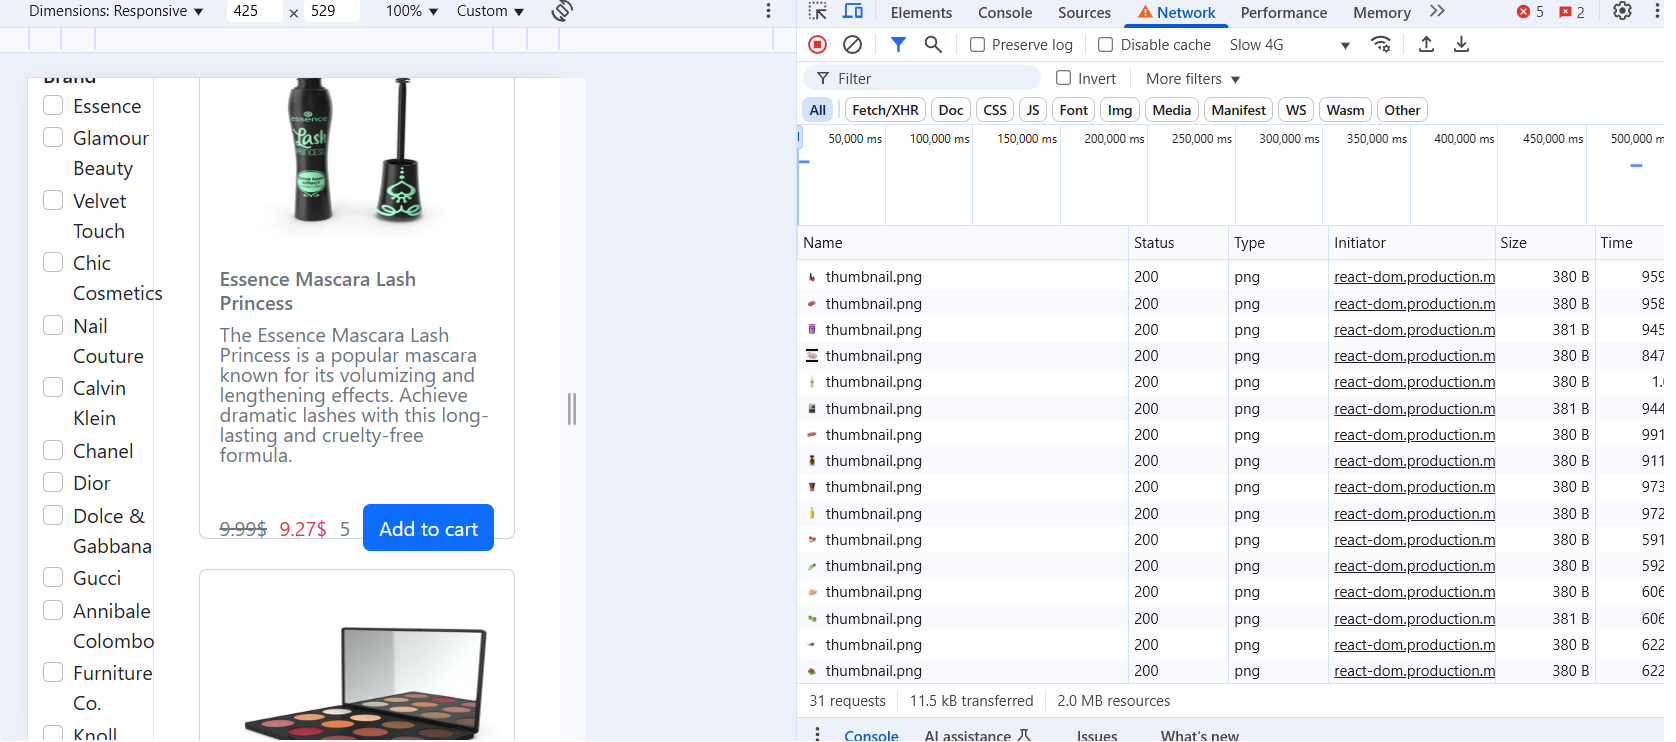 Dimensions: Responsive ▼ 425 × 529 100% ▼ Custom ▼
Elements Console Sources Network Performance Memory 5 2
Preserve log Disable cache Slow 4G ▼
Filter Invert More filters ▼
All Fetch/XHR Doc CSS JS Font Img Media Manifest WS Wasm Other
50,000 ms 100,000 ms 150,000 ms 200,000 ms 250,000 ms 300,000 ms 350,000 ms 400,000 ms 450,000 ms 500,000 m
Name Status Type Initiator Size Time
thumbnail.png 200 png react-dom.production.m 380 B 959
thumbnail.png 200 png react-dom.production.m 380 B 958
thumbnail.png 200 png react-dom.production.m 381 B 945
thumbnail.png 200 png react-dom.production.m 380 B 847
thumbnail.png 200 png react-dom.production.m 380 B 1.
thumbnail.png 200 png react-dom.production.m 381 B 944
thumbnail.png 200 png react-dom.production.m 380 B 991
thumbnail.png 200 png react-dom.production.m 380 B 911
thumbnail.png 200 png react-dom.production.m 380 B 973
thumbnail.png 200 png react-dom.production.m 380 B 972
thumbnail.png 200 png react-dom.production.m 380 B 591
thumbnail.png 200 png react-dom.production.m 380 B 592
thumbnail.png 200 png react-dom.production.m 380 B 606
thumbnail.png 200 png react-dom.production.m 381 B 606
thumbnail.png 200 png react-dom.production.m 380 B 622
thumbnail.png 200 png react-dom.production.m 380 B 622
31 requests 11.5 kB transferred 2.0 MB resources
Console AI assistance Issues What's new
Brand
Essence
Glamour
Beauty
Velvet
Touch
Chic
Cosmetics
Nail
Couture
Calvin
Klein
Chanel
Dior
Dolce &
Gabbana
Gucci
Annibale
Colombo
Furniture
Co.
Knoll
essence
Lash
PRINCESS
Essence Mascara Lash
Princess
The Essence Mascara Lash
Princess is a popular mascara
known for its volumizing and
lengthening effects. Achieve
dramatic lashes with this long-
lasting and cruelty-free
formula.
9.99$ 9.27$ 5 Add to cart